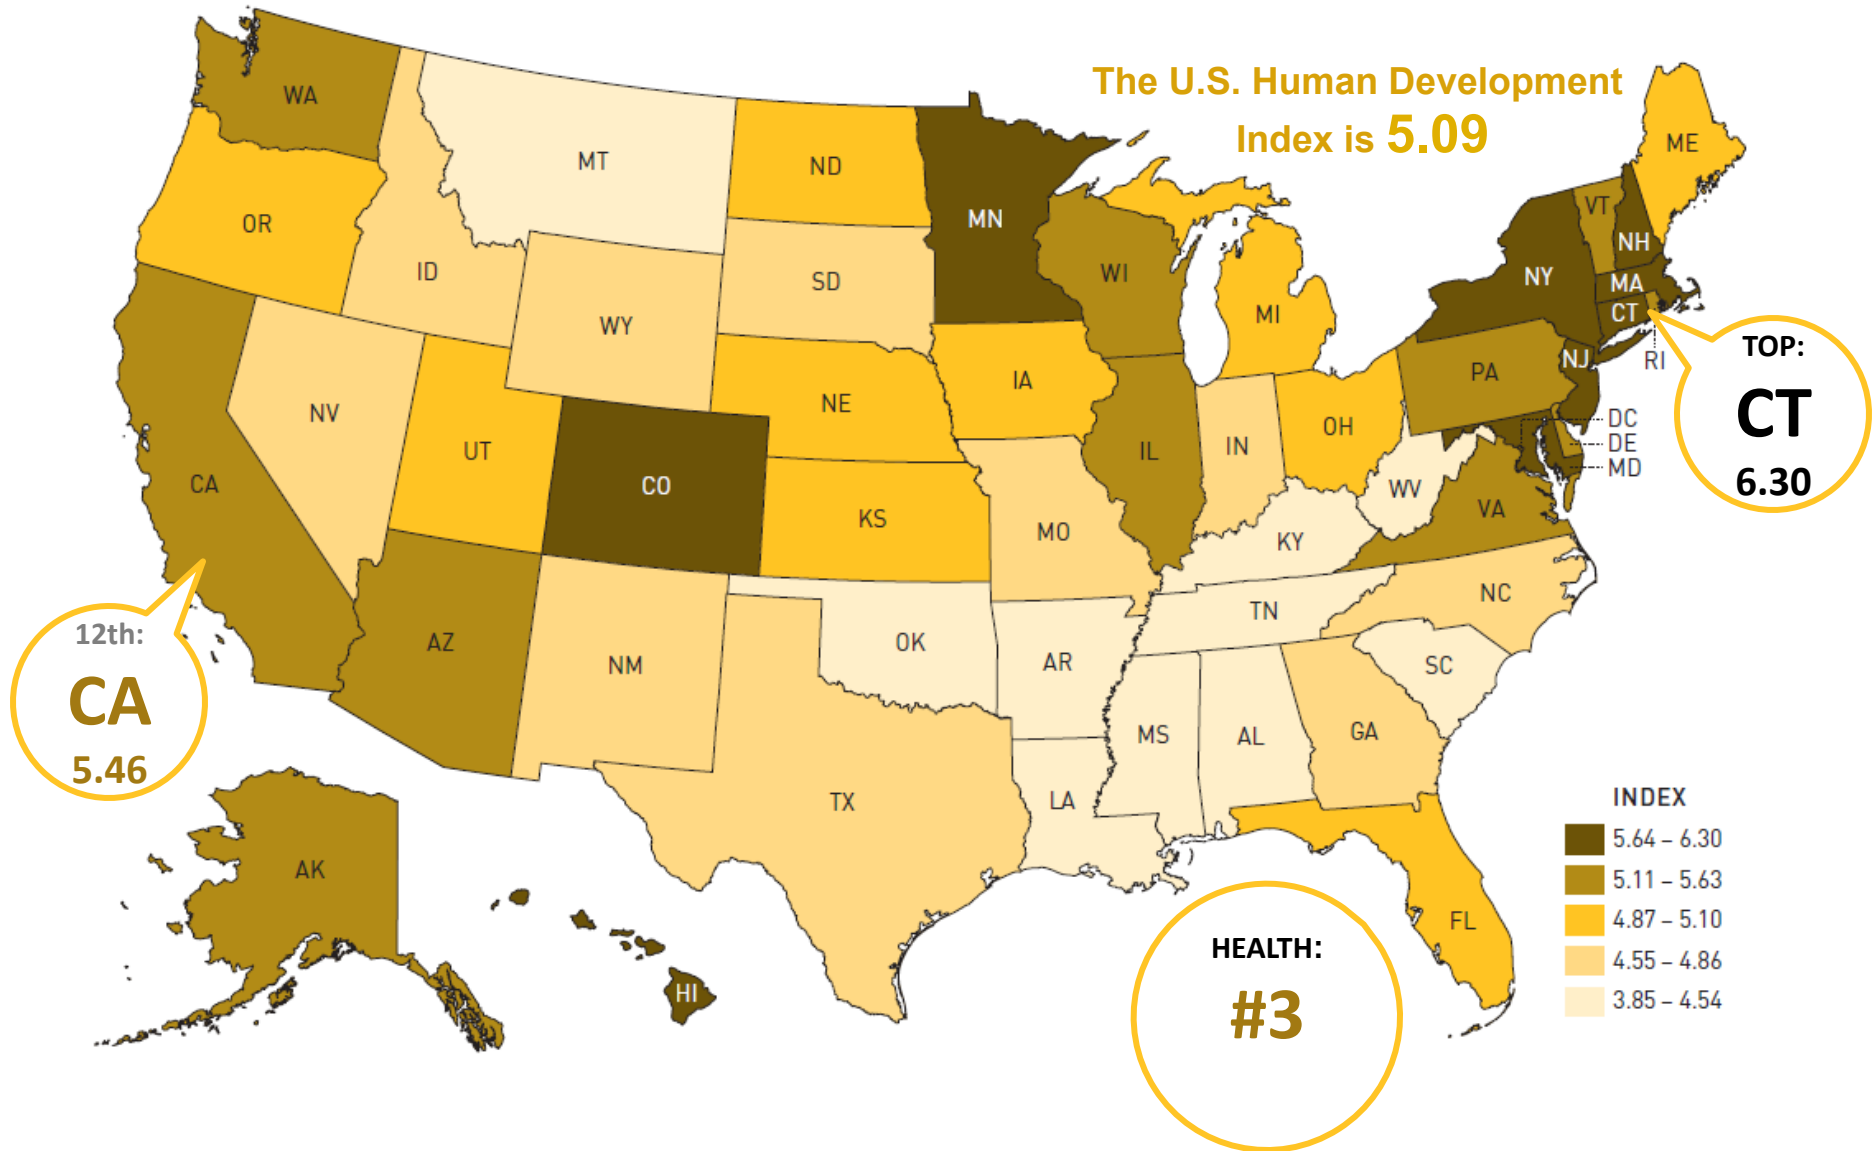 The U.S. Human Development
Index is 5.09
WA
MT
ND
MN
ME
VT
NH
OR
ID
SD
WI
NY
MA
CT
WY
MI
RI
TOP:
CT
6.30
NJ
PA
IA
NE
NV
UT
OH
IN
IL
DC
DE
MD
CA
CO
KS
MO
WV
VA
KY
NC
TN
12th:
CA
5.46
AZ
NM
OK
AR
SC
MS
AL
GA
TX
LA
AK
HI
FL
HEALTH:
#3
INDEX
5.64 – 6.30
5.11 – 5.63
4.87 – 5.10
4.55 – 4.86
3.85 – 4.54